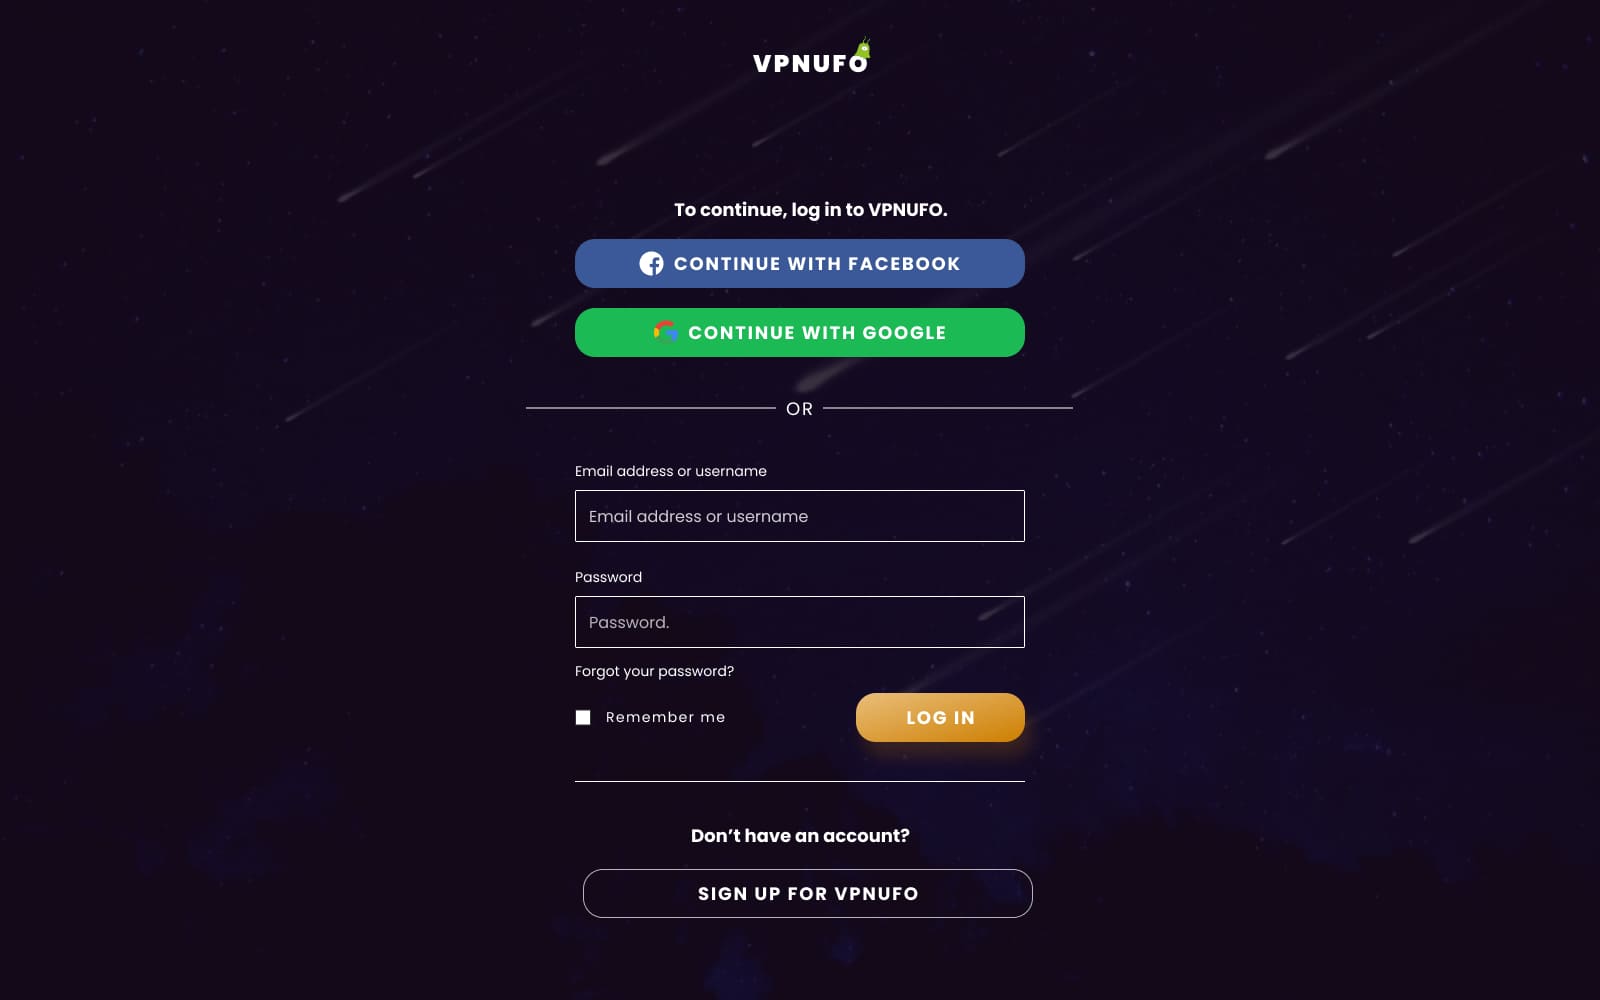 VPNUFO
To continue, log in to VPNUFO.
CONTINUE WITH FACEBOOK
CONTINUE WITH GOOGLE
OR
Email address or username
Email address or username
Password
Password.
Forgot your password?
Remember me
LOG IN
Don’t have an account?
SIGN UP FOR VPNUFO